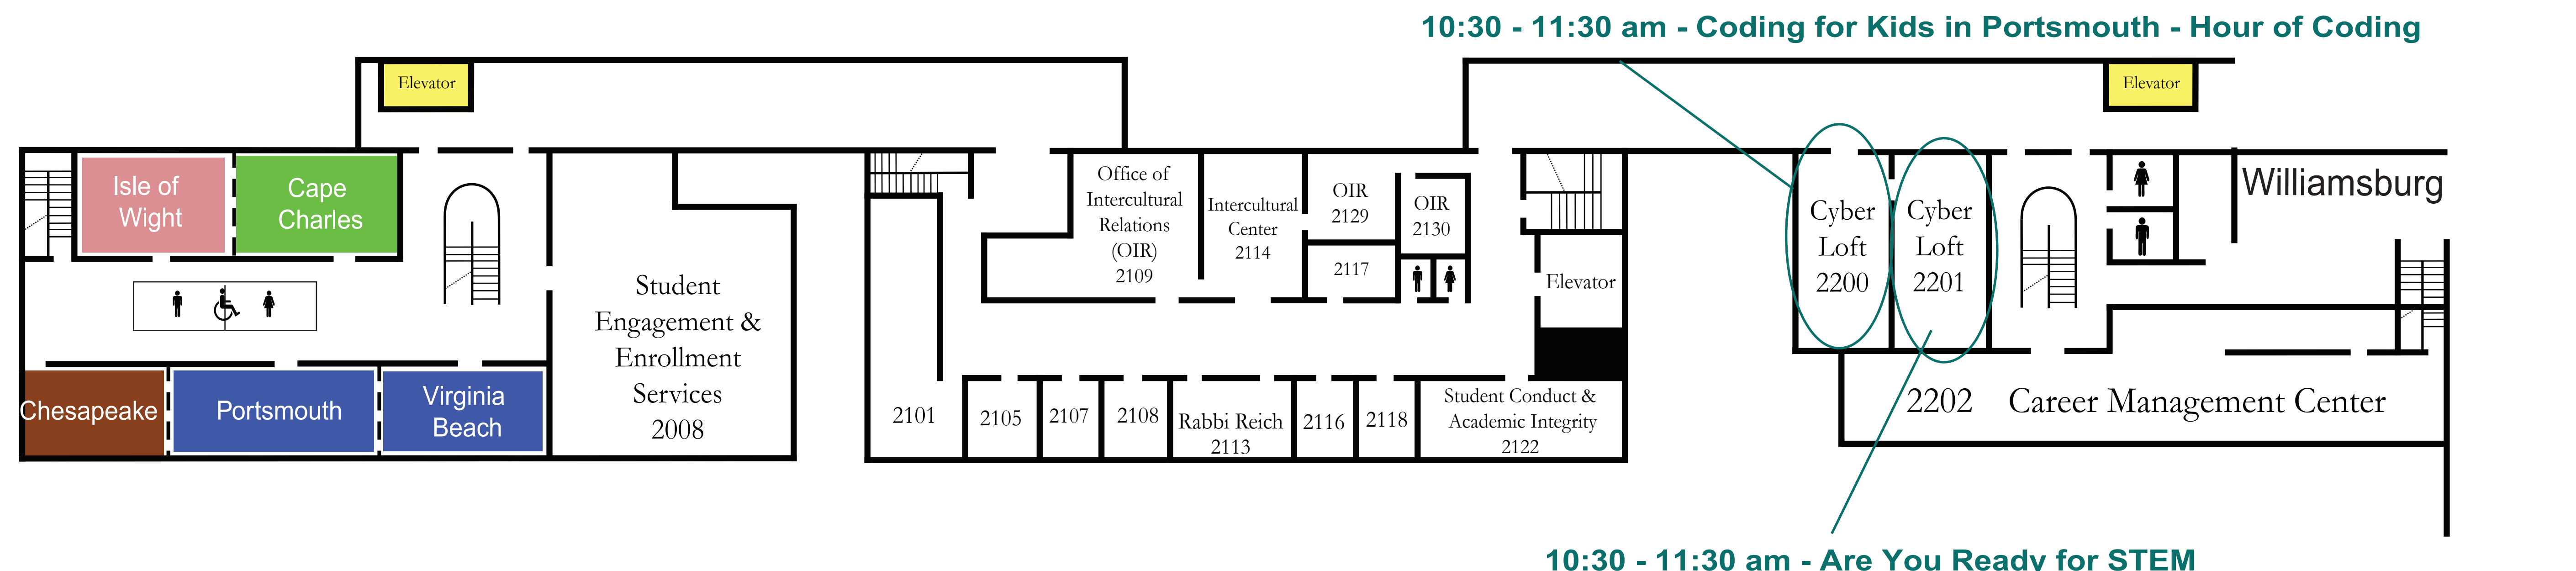 10:30 - 11:30 am - Coding for Kids in Portsmouth - Hour of Coding
Elevator
Elevator
Isle of
Wight
Cape
Charles
Chesapeake
Portsmouth
Virginia
Beach
Student
Engagement &
Enrollment
Services
2008
2101
Office of
Intercultural
Relations
(OIR)
2109
Intercultural
Center
2114
OIR
2129
OIR
2130
2117
Elevator
2105
2107
2108
Rabbi Reich
2113
2116
2118
Student Conduct &
Academic Integrity
2122
Cyber
Loft
2200
Cyber
Loft
2201
Williamsburg
2202 Career Management Center
10:30 - 11:30 am - Are You Ready for STEM